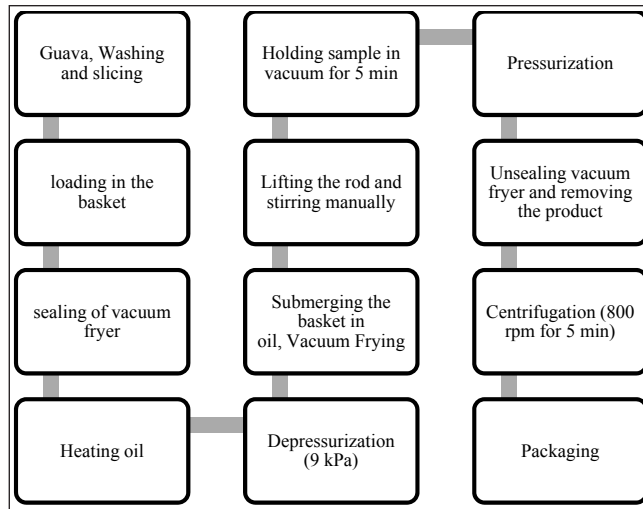 Guava, Washing
and slicing
loading in the
basket
sealing of vacuum
fryer
Heating oil
Depressurization
(9 kPa)
Submerging the
basket in
oil, Vacuum Frying
Lifting the rod and
stirring manually
Holding sample in
vacuum for 5 min
Pressurization
Unsealing vacuum
fryer and removing
the product
Centrifugation (800
rpm for 5 min)
Packaging